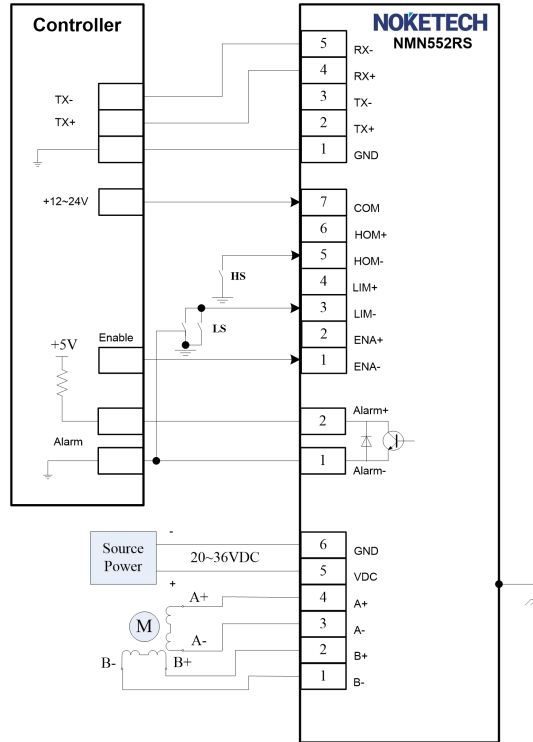 Controller
NOKETECH
NMN552RS
5 RX-
4 RX+
TX- 3 TX-
TX+ 2 TX+
1 GND
+12~24V 7 COM
6 HOM+
5 HOM-
HS
4 LIM+
3 LIM-
LS
2 ENA+
Enable
+5V
1 ENA-
Alarm+
2
Alarm
1
Alarm-
Source
Power
-
20~36VDC
+
6 GND
5 VDC
A+ 4 A+
M
A- 3 A-
B- B+ 2 B+
1 B-